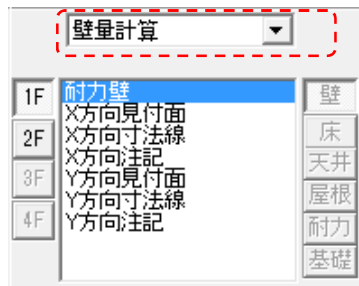 壁量計算
1F
2F
3F
4F
耐力壁
X方向見付面
X方向寸法線
X方向注記
Y方向見付面
Y方向寸法線
Y方向注記
壁
床
天井
屋根
耐力
基礎